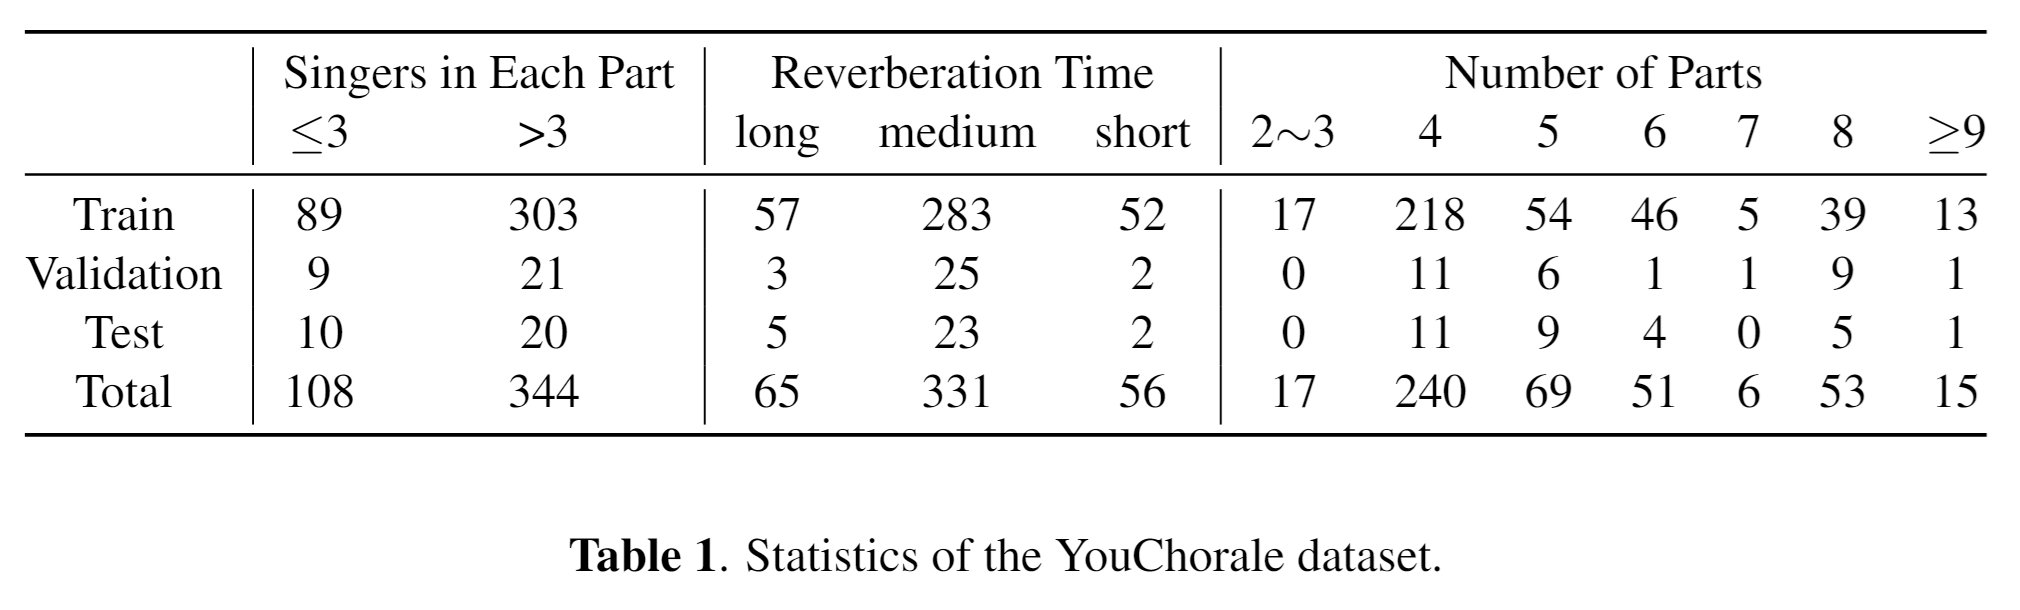 Singers in Each Part Reverberation Time Number of Parts
≤3 >3 long medium short 2∼3 4 5 6 7 8 ≥9
Train 89 303 57 283 52 17 218 54 46 5 39 13
Validation 9 21 3 25 2 0 11 6 1 1 9 1
Test 10 20 5 23 2 0 11 9 4 0 5 1
Total 108 344 65 331 56 17 240 69 51 6 53 15
Table 1. Statistics of the YouChorale dataset.